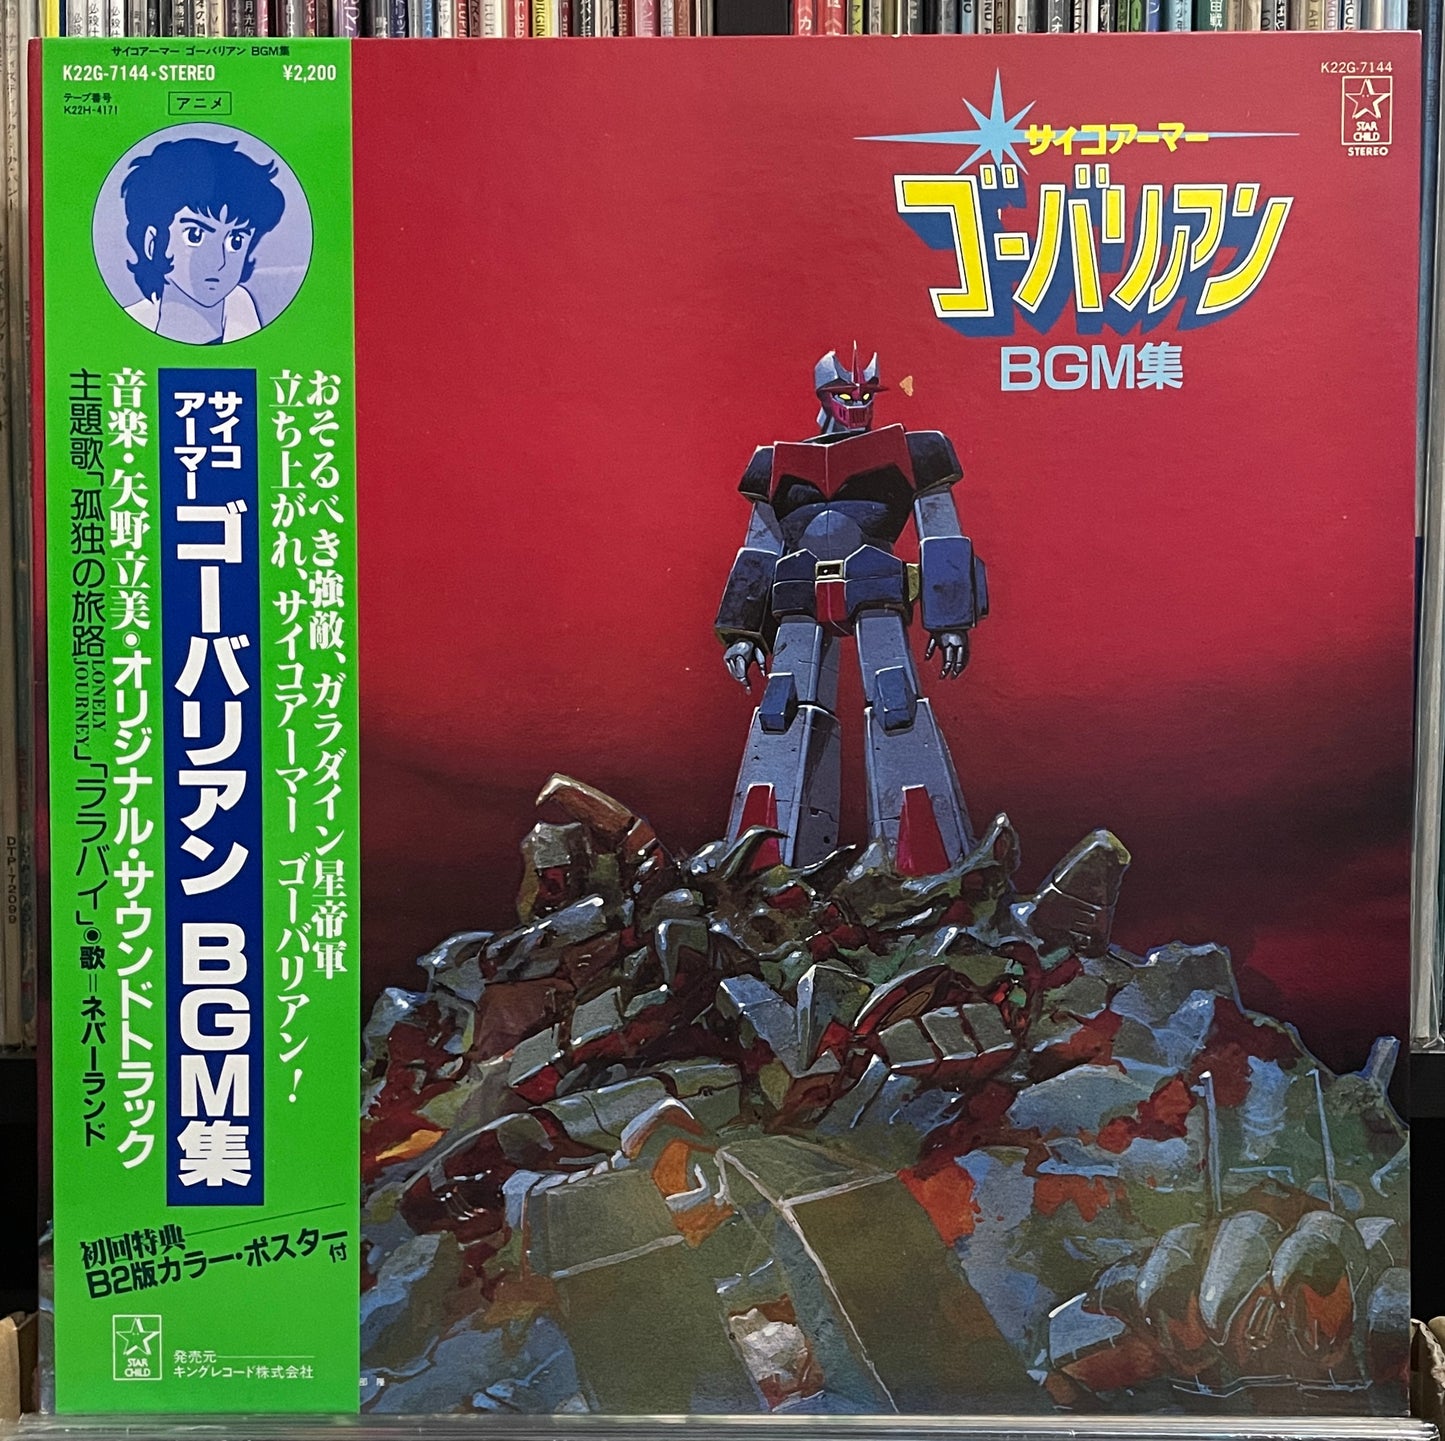 サイコアーマー ゴーバリアン BGM集
K22G-7144・STEREO ¥2,200
テープ番号
K22H-4171
アニメ
おそるべき強敵、ガラダイン星帝軍
立ち上がれ、サイコアーマー ゴーバリアン!
サイコ
アーマー
ゴーバリアン BGM集
音楽・矢野立美◉オリジナル・サウンドトラック
主題歌「孤独の旅路LONELY JOURNEY」「ララバイ」◉歌=ネバーランド
初回特典
B2版カラー・ポスター付
STAR
CHILD
発売元
キングレコード株式会社
K22G-7144
STAR
CHILD
STEREO
サイコアーマー
ゴーバリアン
BGM集
DTP-72099